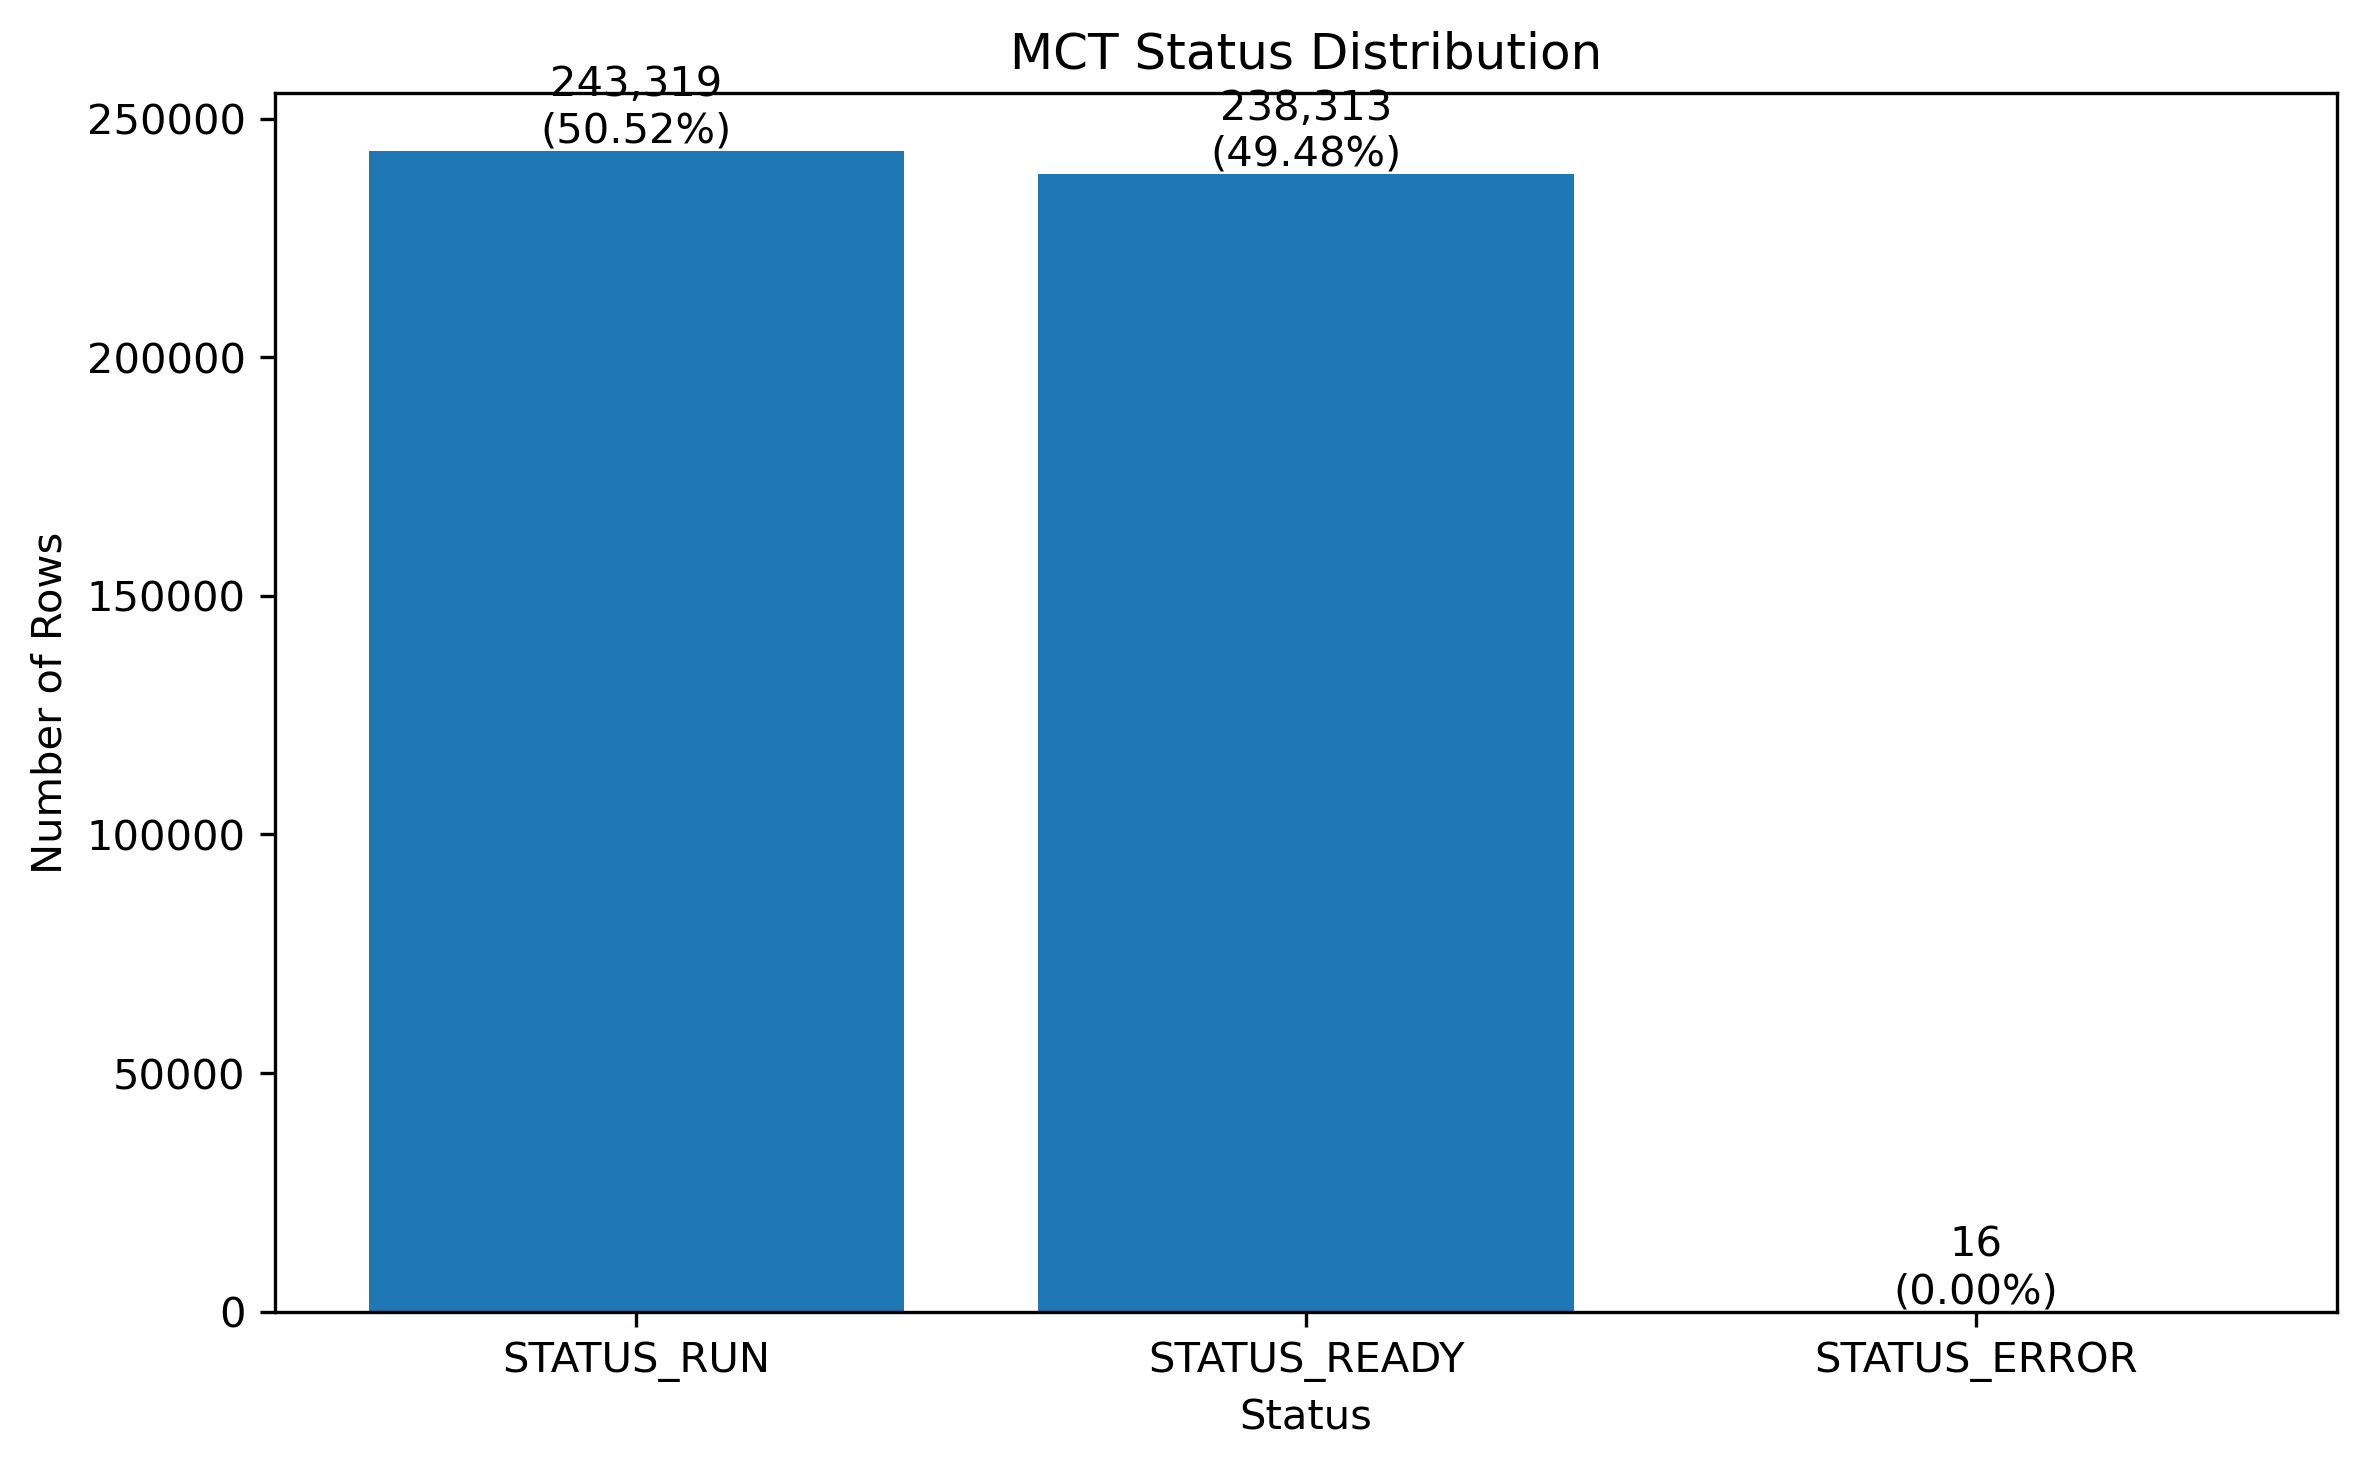 MCT Status Distribution
243,319
(50.52%)
238,313
(49.48%)
16
(0.00%)
250000
200000
150000
100000
50000
0
Number of Rows
STATUS_RUN
STATUS_READY
STATUS_ERROR
Status